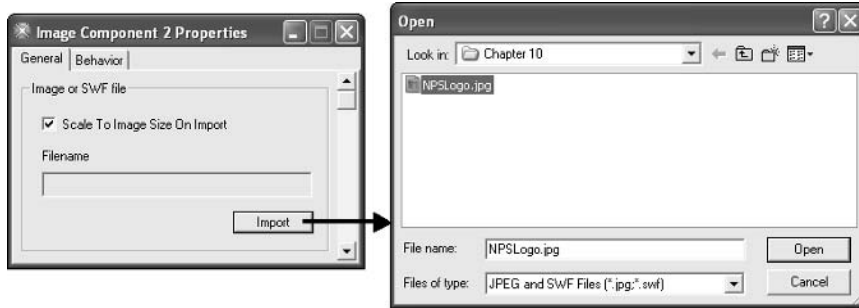 Image Component 2 Properties
General
Behavior
Image or SWF file
Scale To Image Size On Import
Filename
Import
Open
Look in: Chapter 10
NPSLogo.jpg
File name: NPSLogo.jpg
Open
Files of type: JPEG and SWF Files (*.jpg;*.swf)
Cancel